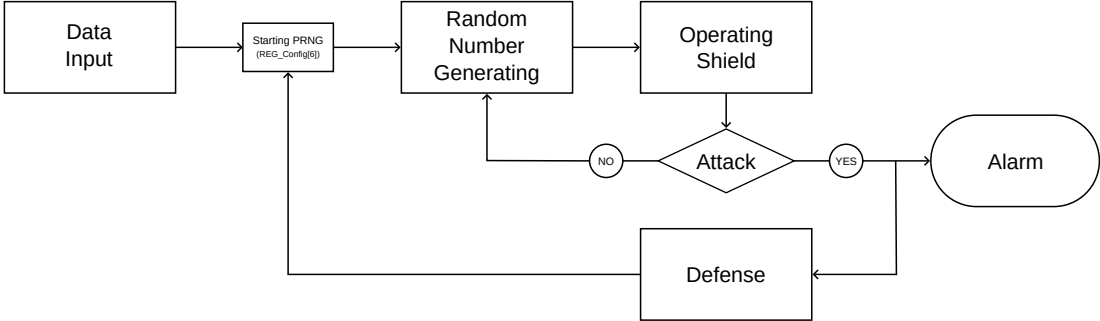 Data
Input
Starting PRNG
(REG_Config[6])
Random
Number
Generating
Operating
Shield
NO
Attack
YES
Alarm
Defense